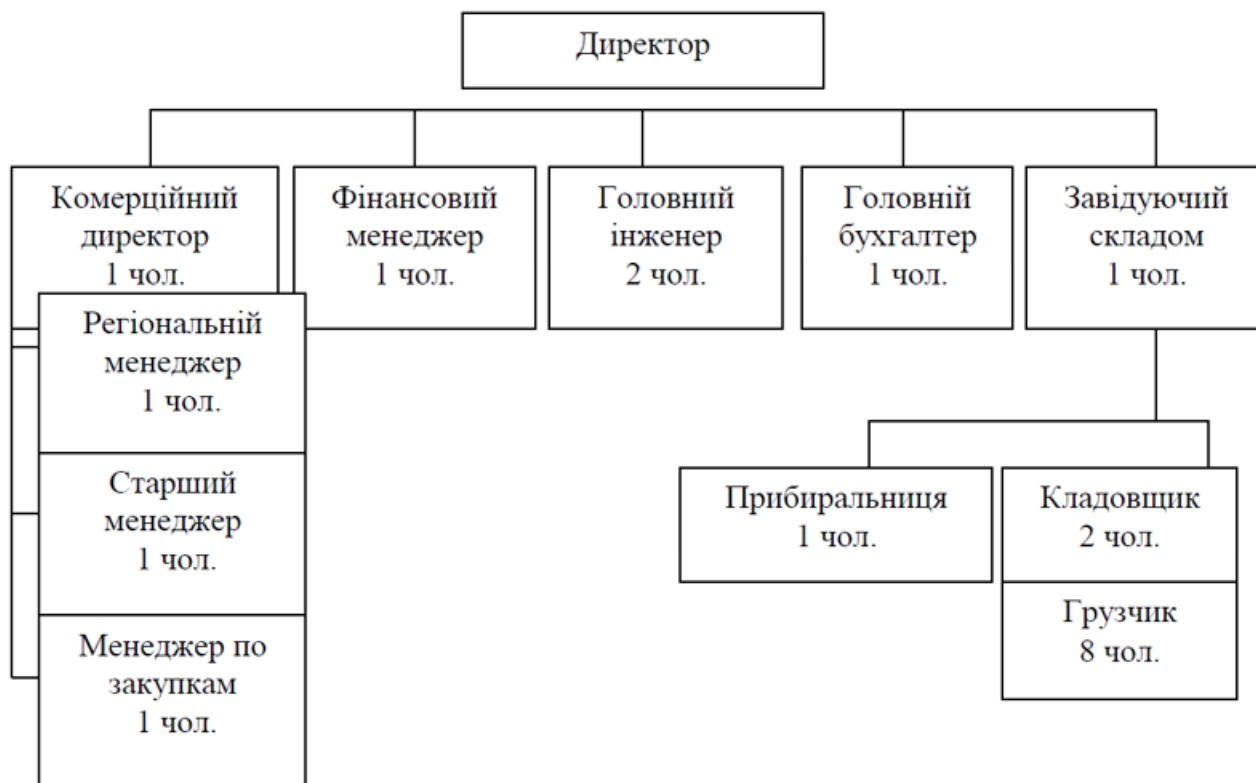 Директор
Комерційний
директор
1 чол.
Фінансовий
менеджер
1 чол.
Головний
інженер
2 чол.
Головній
бухгалтер
1 чол.
Завідуючий
складом
1 чол.
Регіональній
менеджер
1 чол.
Старший
менеджер
1 чол.
Менеджер по
закупкам
1 чол.
Прибиральниця
1 чол.
Кладовщик
2 чол.
Грузчик
8 чол.